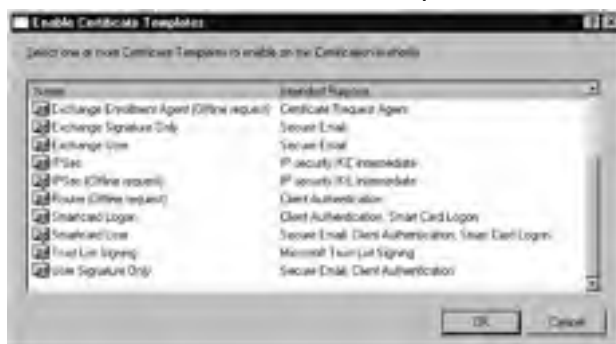 Enable Certificate Templates
Select one or more Certificate Templates to enable on the Certification Authority
Name Intended Purpose
Exchange Enrollment Agent (Offline request) Certificate Request Agent
Exchange Signature Only Secure Email
Exchange User Secure Email
IPSec IP security IKE intermediate
IPSec (Offline request) IP security IKE intermediate
Router (Offline request) Client Authentication
Smartcard Logon Client Authentication, Smart Card Logon
Smartcard User Secure Email, Client Authentication, Smart Card Logon
Trust List Signing Microsoft Trust List Signing
User Signature Only Secure Email, Client Authentication
OK Cancel